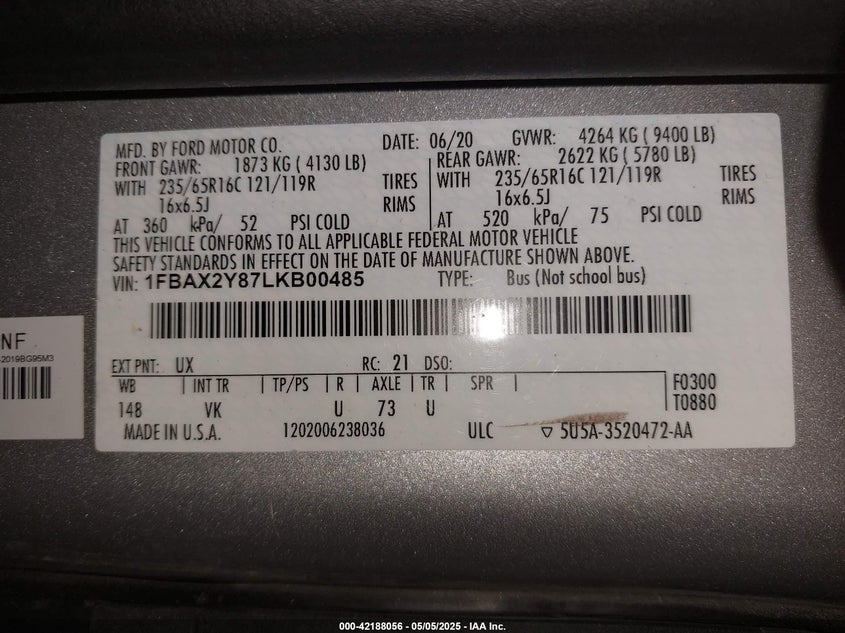 MFD. BY FORD MOTOR CO. DATE: 06/20 GVWR: 4264 KG ( 9400 LB)
FRONT GAWR: 1873 KG ( 4130 LB) REAR GAWR: 2622 KG ( 5780 LB)
WITH 235/65R16C 121/119R TIRES WITH 235/65R16C 121/119R TIRES
16x6.5J RIMS 16x6.5J RIMS
AT 360 kPa/ 52 PSI COLD AT 520 kPa/ 75 PSI COLD
THIS VEHICLE CONFORMS TO ALL APPLICABLE FEDERAL MOTOR VEHICLE
SAFETY STANDARDS IN EFFECT ON THE DATE OF MANUFACTURE SHOWN ABOVE.
VIN: 1FBAX2Y87LKB00485 TYPE: Bus (Not school bus)
EXT PNT: UX RC: 21 DSO:
WB | INT TR | TP/PS | R | AXLE | TR | SPR | F0300
148 VK U 73 U T0880
MADE IN U.S.A. 1202006238036 ULC ▽ 5U5A-3520472-AA
NF
-2019BG95M3
000-42188056 — 05/05/2025 — IAA Inc.